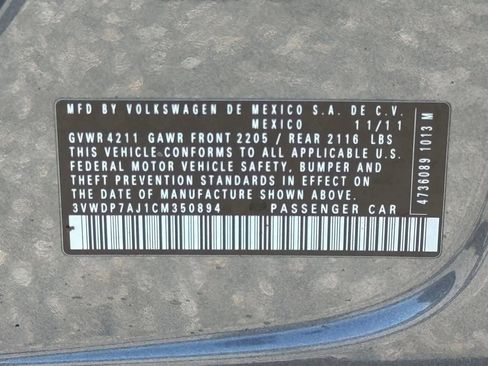 MFD BY VOLKSWAGEN DE MEXICO S.A. DE C.V.
MEXICO 11/11
GVWR 4211 GAWR FRONT 2205 / REAR 2116 LBS
THIS VEHICLE CONFORMS TO ALL APPLICABLE U.S.
FEDERAL MOTOR VEHICLE SAFETY, BUMPER AND
THEFT PREVENTION STANDARDS IN EFFECT ON
THE DATE OF MANUFACTURE SHOWN ABOVE.
3VWDP7AJ1CM350894 PASSENGER CAR
4736089 1013 M